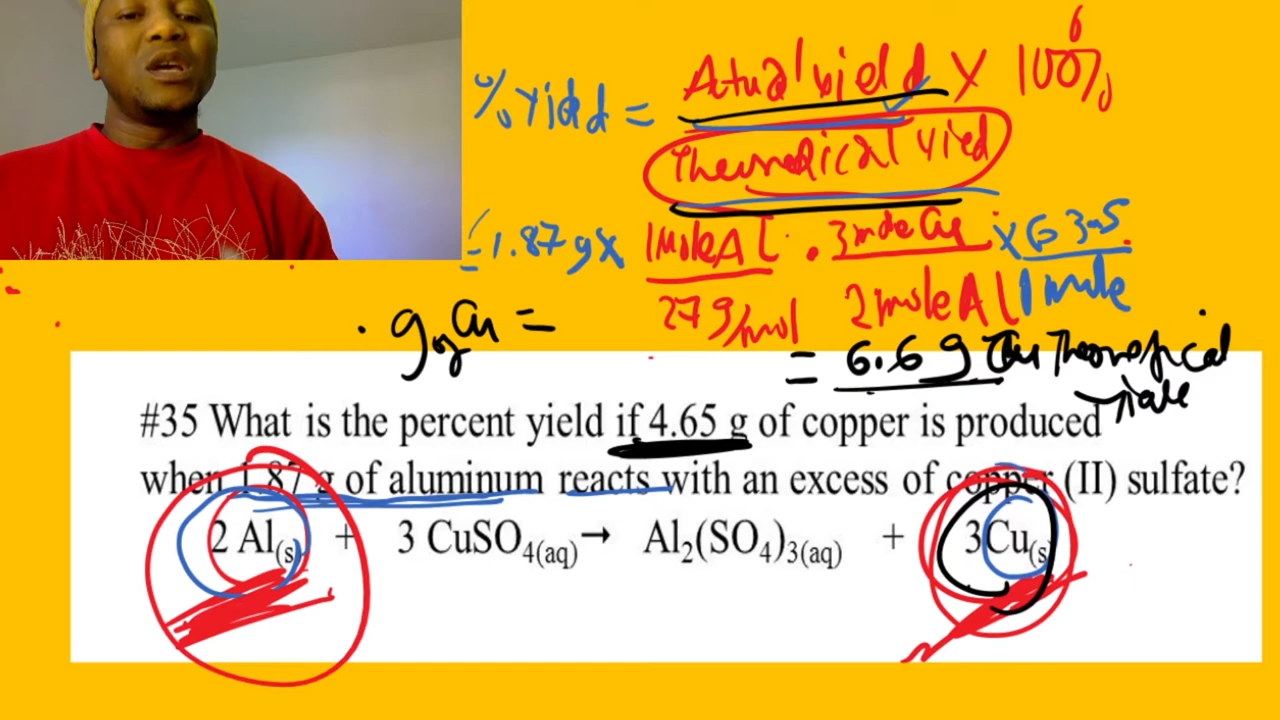 % Yield = Actual yield × 100%
Theoretical yield
= 1.87 g × 1 mole Al . 3 mole Cu × 63.5
27 g/mol 2 mole Al 1 mole
g of Cu =
= 6.6 g Cu Theoretical
#35 What is the percent yield if 4.65 g of copper is produced
when 1.87 g of aluminum reacts with an excess of copper (II) sulfate?
2 Al(s) + 3 CuSO4(aq) → Al2(SO4)3(aq) + 3Cu(s)